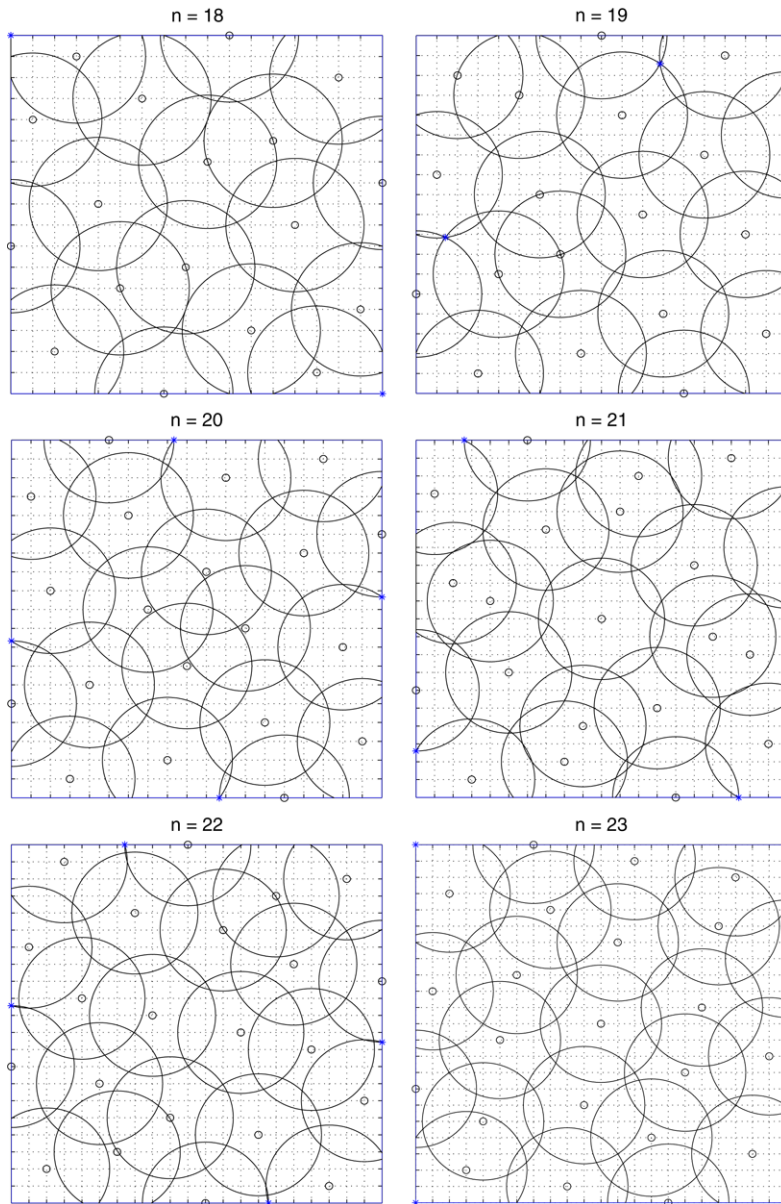 n = 18
n = 19
n = 20
n = 21
n = 22
n = 23